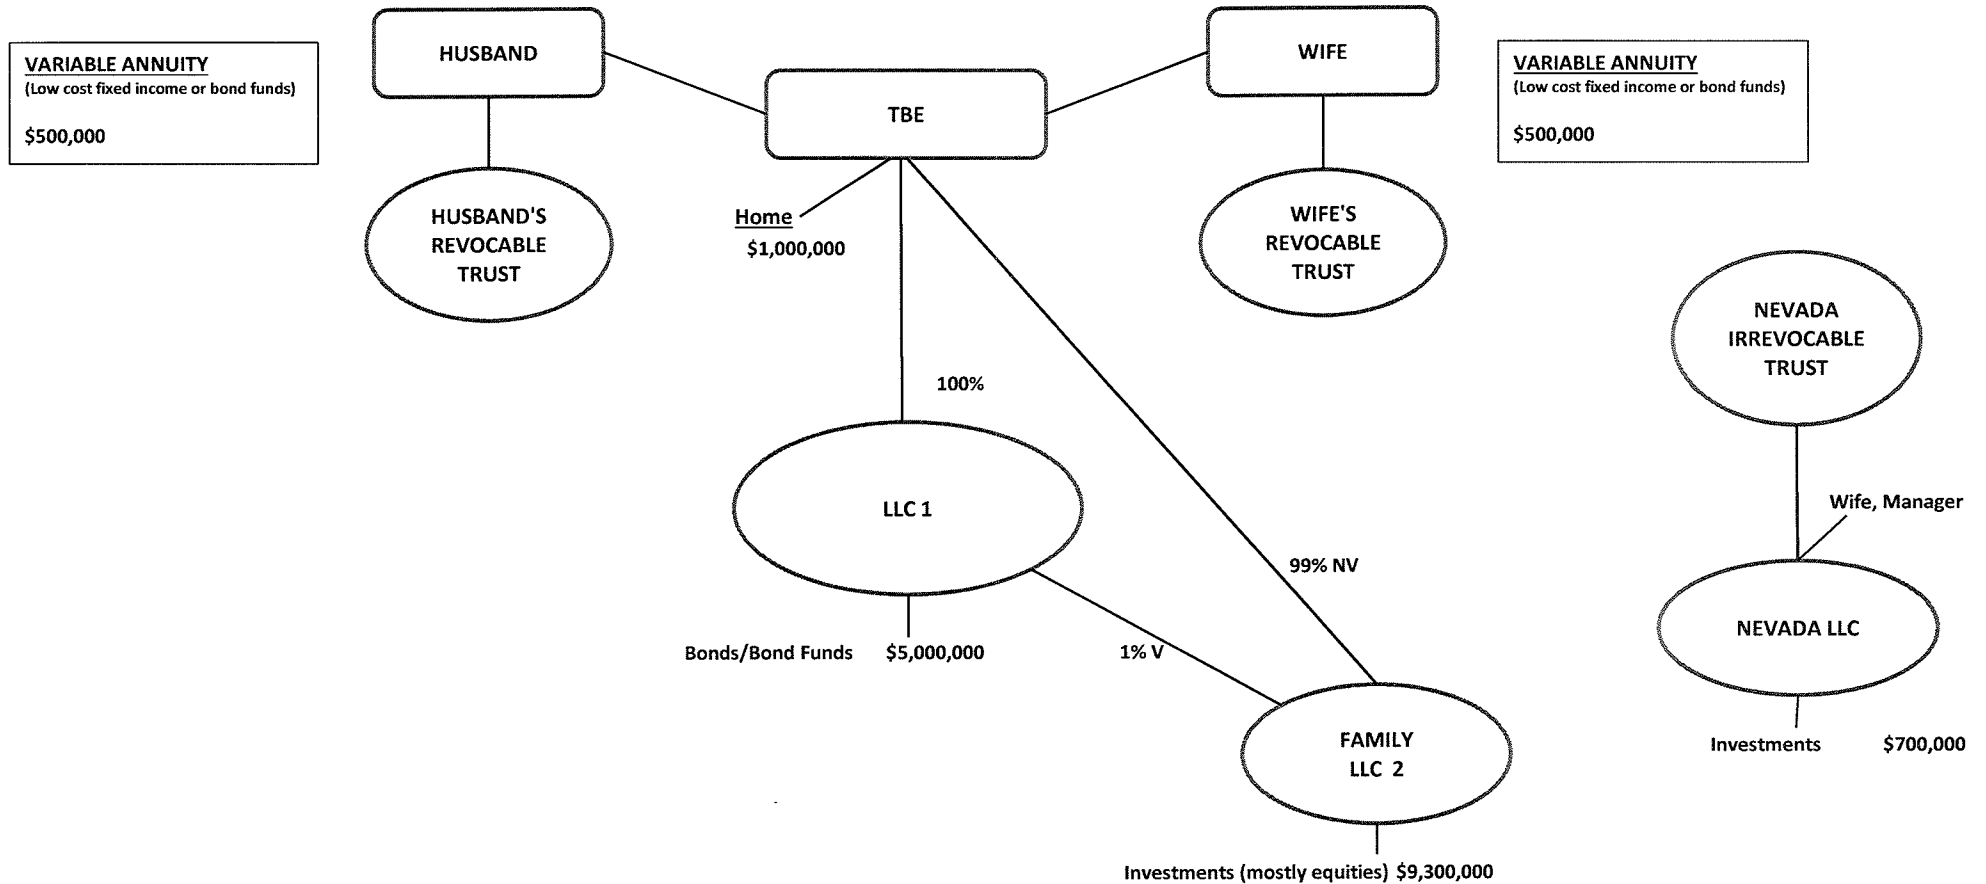 HUSBAND
WIFE
VARIABLE ANNUITY
(Low cost fixed income or bond funds)
$500,000
TBE
VARIABLE ANNUITY
(Low cost fixed income or bond funds)
$500,000
HUSBAND'S
REVOCABLE
TRUST
Home
$1,000,000
WIFE'S
REVOCABLE
TRUST
NEVADA
IRREVOCABLE
TRUST
100%
LLC 1
Wife, Manager
99% NV
NEVADA LLC
Bonds/Bond Funds $5,000,000
1% V
FAMILY
LLC 2
Investments $700,000
Investments (mostly equities) $9,300,000